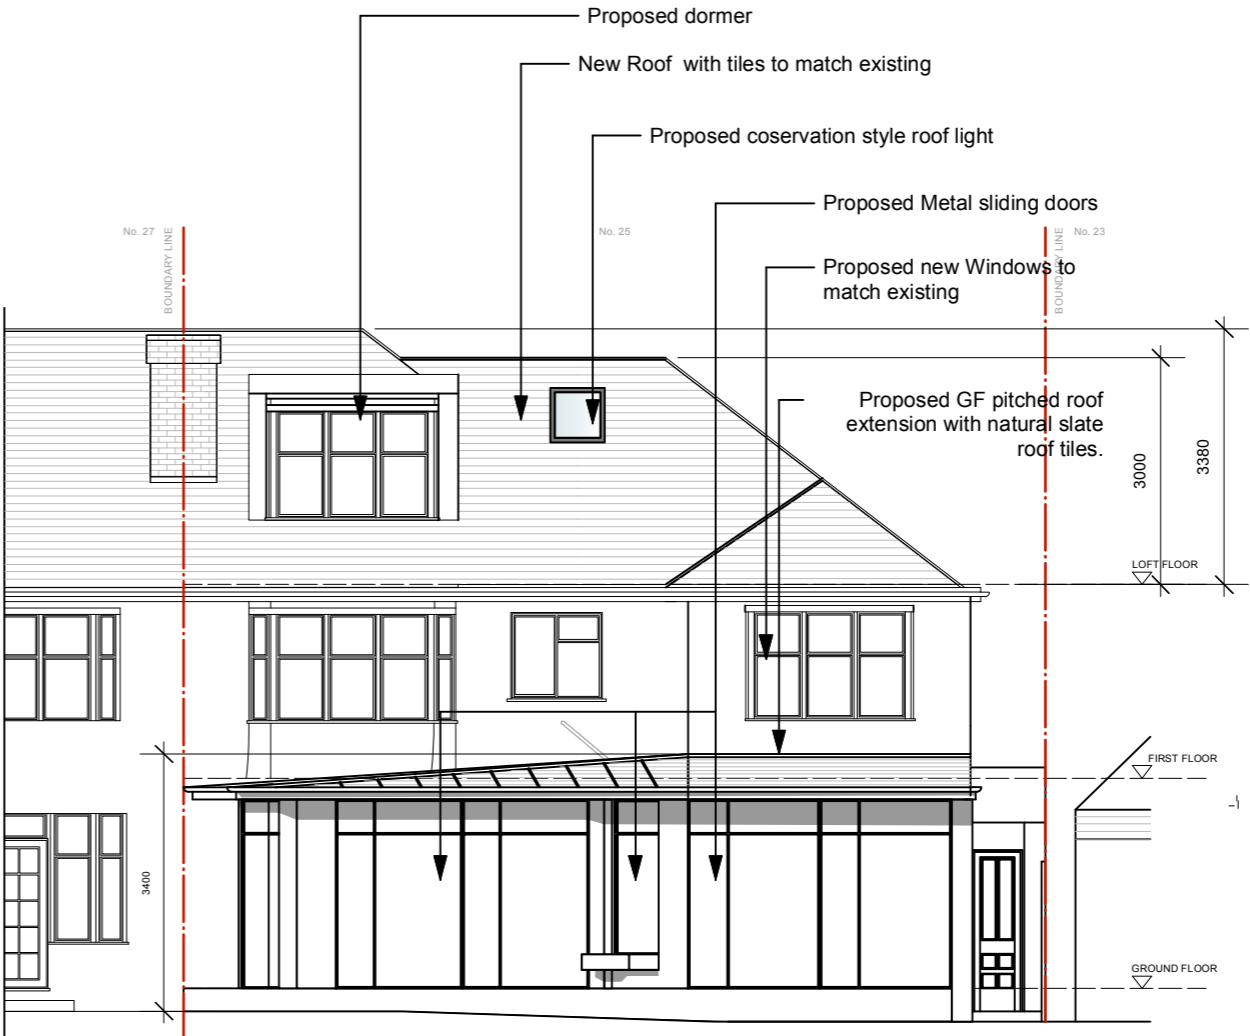 Proposed dormer
New Roof with tiles to match existing
Proposed coservation style roof light
Proposed Metal sliding doors
No. 27
BOUNDARY LINE
No. 25
BOUNDARY LINE
No. 23
Proposed new Windows to
match existing
Proposed GF pitched roof
extension with natural slate
roof tiles.
3000
3380
LOFT FLOOR
FIRST FLOOR
3400
GROUND FLOOR